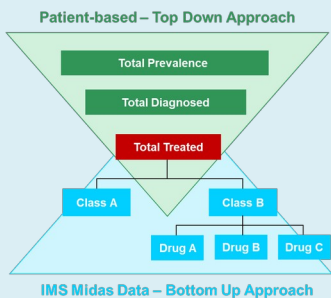 Patient-based – Top Down Approach
Total Prevalence
Total Diagnosed
Total Treated
Class A
Class B
Drug A
Drug B
Drug C
IMS Midas Data – Bottom Up Approach